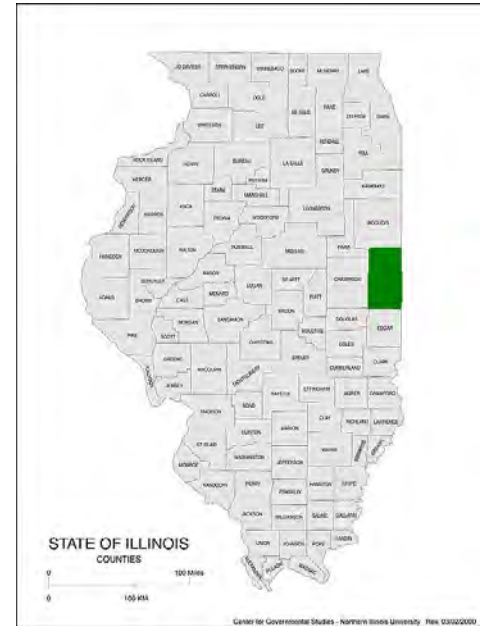 JO DAVIESS STEPHENSON WINNEBAGO BOONE McHENRY LAKE
CARROLL OGLE DE KALB KANE
WHITESIDE LEE KENDALL WILL
ROCK ISLAND HENRY BUREAU LA SALLE GRUNDY
MERCER PUTNAM KANKAKEE
HENDERSON WARREN KNOX STARK MARSHALL LIVINGSTON IROQUOIS
PEORIA WOODFORD
HANCOCK McDONOUGH FULTON TAZEWELL McLEAN FORD
MASON LOGAN DE WITT CHAMPAIGN
ADAMS BROWN CASS MENARD MACON PIATT
PIKE SCOTT MORGAN SANGAMON MOULTRIE DOUGLAS EDGAR
CHRISTIAN COLES
CALHOUN GREENE MACOUPIN MONTGOMERY SHELBY CUMBERLAND CLARK
JERSEY FAYETTE EFFINGHAM JASPER CRAWFORD
MADISON BOND CLAY RICHLAND LAWRENCE
CLINTON MARION
ST CLAIR WASHINGTON WAYNE
MONROE JEFFERSON
RANDOLPH PERRY HAMILTON WHITE
FRANKLIN
JACKSON WILLIAMSON SALINE GALLATIN
UNION JOHNSON POPE HARDIN
ALEXANDER PULASKI MASSAC
STATE OF ILLINOIS
COUNTIES
0 100 Miles
0 100 KM
Center for Governmental Studies - Northern Illinois University Rev. 03/02/2000